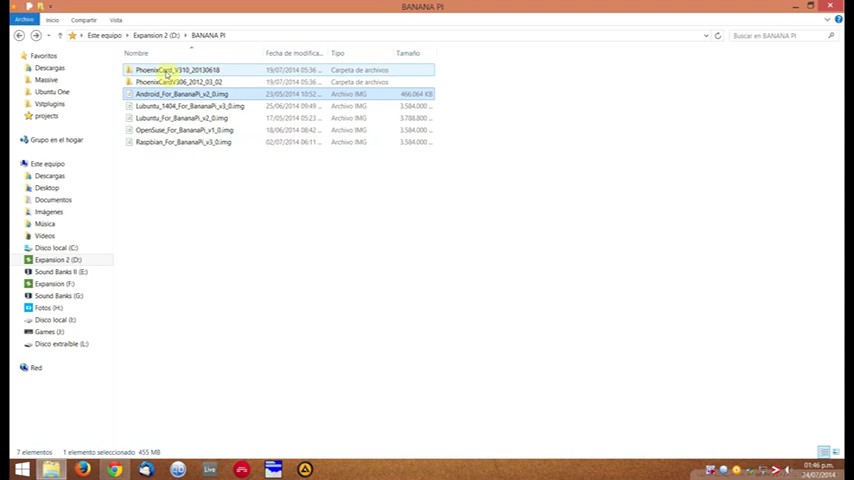 BANANA PI
Archivo Inicio Compartir Vista
Este equipo Expansion 2 (D:) BANANA PI
Buscar en BANANA PI
Nombre Fecha de modifica... Tipo Tamaño
PhoenixCard_V310_20130618 19/07/2014 05:36 ... Carpeta de archivos
PhoenixCardV306_2012_03_02 19/07/2014 05:36 ... Carpeta de archivos
Android_For_BananaPi_v2_0.img 23/05/2014 10:52 ... Archivo IMG 466.064 KB
Lubuntu_1404_For_BananaPi_v3_0.img 25/06/2014 09:49 ... Archivo IMG 3.584.000 ...
Lubuntu_For_BananaPi_v2_0.img 17/05/2014 05:23 ... Archivo IMG 3.788.800 ...
OpenSuse_For_BananaPi_v1_0.img 18/06/2014 08:42 ... Archivo IMG 3.584.000 ...
Raspbian_For_BananaPi_v3_0.img 02/07/2014 06:11 ... Archivo IMG 3.584.000 ...
Favoritos
Descargas
Massive
Ubuntu One
Vstplugins
projects
Grupo en el hogar
Este equipo
Descargas
Desktop
Documentos
Imágenes
Música
Vídeos
Disco local (C:)
Expansion 2 (D:)
Sound Banks II (E:)
Expansion (F:)
Sound Banks (G:)
Fotos (H:)
Disco local (I:)
Games (J:)
Disco extraíble (L:)
Red
7 elementos 1 elemento seleccionado 455 MB
Live
01:46 p.m.
24/07/2014